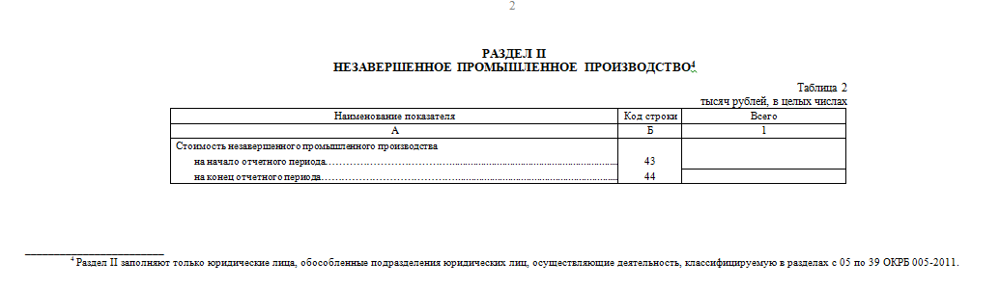 2
РАЗДЕЛ II
НЕЗАВЕРШЕННОЕ ПРОМЫШЛЕННОЕ ПРОИЗВОДСТВО4
Таблица 2
тысяч рублей, в целых числах
Наименование показателя Код строки Всего
А Б 1
Стоимость незавершенного промышленного производства
на начало отчетного периода........................................................ 43
на конец отчетного периода........................................................ 44
4 Раздел II заполняют только юридические лица, обособленные подразделения юридических лиц, осуществляющие деятельность, классифицируемую в разделах с 05 по 39 ОКРБ 005-2011.